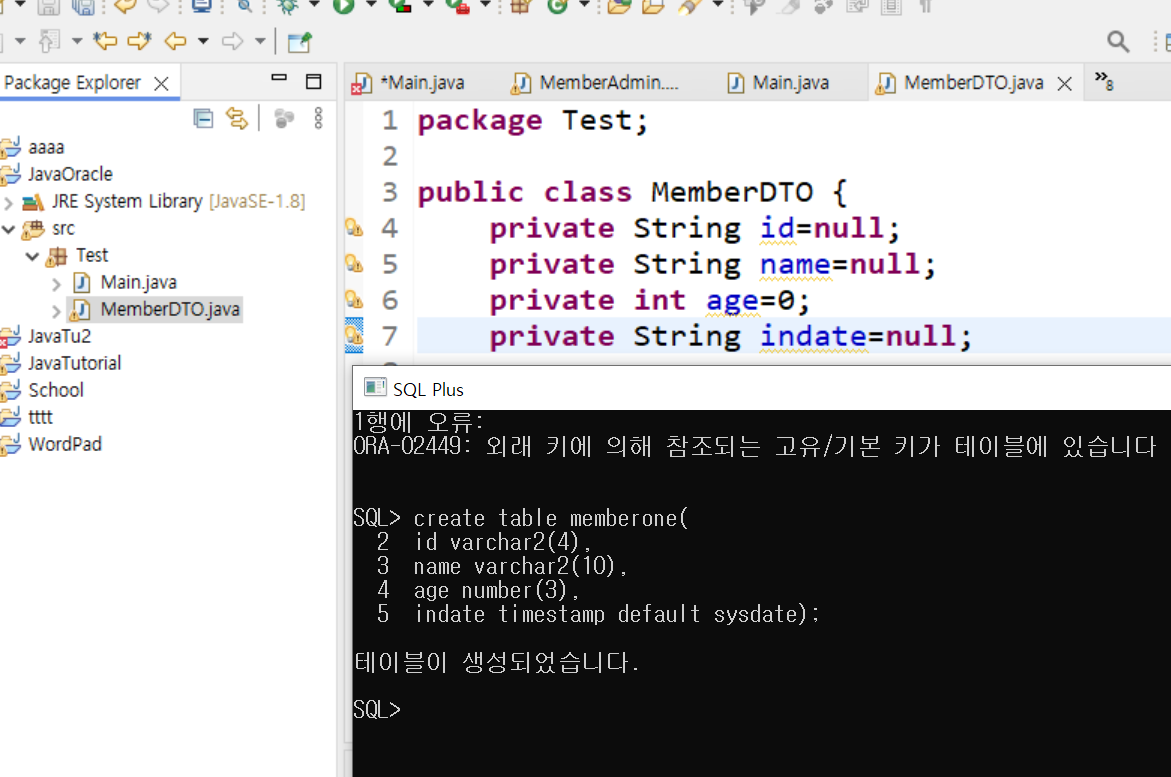 Package Explorer
aaaa
JavaOracle
JRE System Library [JavaSE-1.8]
src
Test
Main.java
MemberDTO.java
JavaTu2
JavaTutorial
School
tttt
WordPad
*Main.java
MemberAdmin....
Main.java
MemberDTO.java
»8
1 package Test;
2
3 public class MemberDTO {
4 private String id=null;
5 private String name=null;
6 private int age=0;
7 private String indate=null;
SQL Plus
1행에 오류:
ORA-02449: 외래 키에 의해 참조되는 고유/기본 키가 테이블에 있습니다
SQL> create table memberone(
2 id varchar2(4),
3 name varchar2(10),
4 age number(3),
5 indate timestamp default sysdate);
테이블이 생성되었습니다.
SQL>